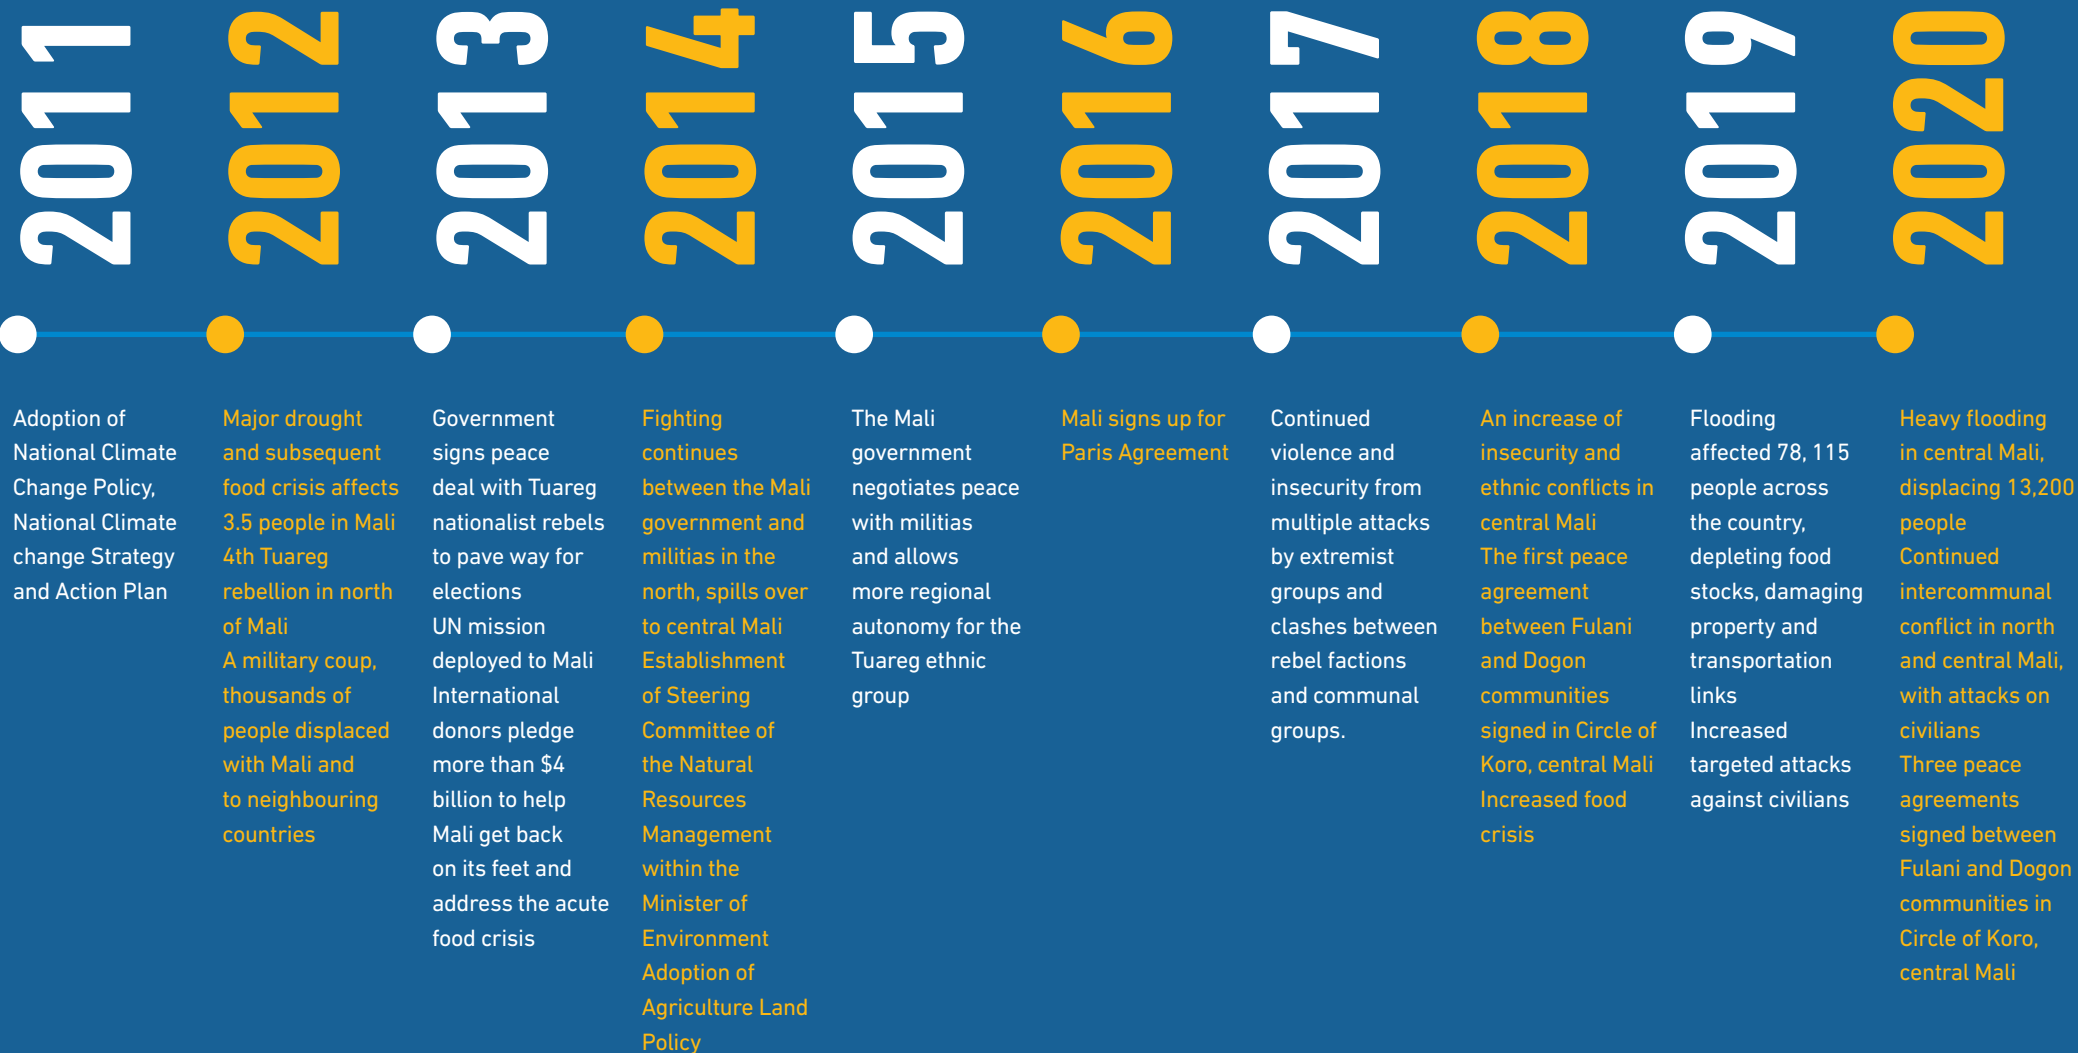 2011
2012
2013
2014
2015
2016
2017
2018
2019
2020
Adoption of
National Climate
Change Policy,
National Climate
change Strategy
and Action Plan
Major drought
and subsequent
food crisis affects
3.5 people in Mali
4th Tuareg
rebellion in north
of Mali
A military coup,
thousands of
people displaced
with Mali and
to neighbouring
countries
Government
signs peace
deal with Tuareg
nationalist rebels
to pave way for
elections
UN mission
deployed to Mali
International
donors pledge
more than $4
billion to help
Mali get back
on its feet and
address the acute
food crisis
Fighting
continues
between the Mali
government and
militias in the
north, spills over
to central Mali
Establishment
of Steering
Committee of
the Natural
Resources
Management
within the
Minister of
Environment
Adoption of
Agriculture Land
Policy
The Mali
government
negotiates peace
with militias
and allows
more regional
autonomy for the
Tuareg ethnic
group
Mali signs up for
Paris Agreement
Continued
violence and
insecurity from
multiple attacks
by extremist
groups and
clashes between
rebel factions
and communal
groups.
An increase of
insecurity and
ethnic conflicts in
central Mali
The first peace
agreement
between Fulani
and Dogon
communities
signed in Circle of
Koro, central Mali
Increased food
crisis
Flooding
affected 78, 115
people across
the country,
depleting food
stocks, damaging
property and
transportation
links
Increased
targeted attacks
against civilians
Heavy flooding
in central Mali,
displacing 13,200
people
Continued
intercommunal
conflict in north
and central Mali,
with attacks on
civilians
Three peace
agreements
signed between
Fulani and Dogon
communities in
Circle of Koro,
central Mali